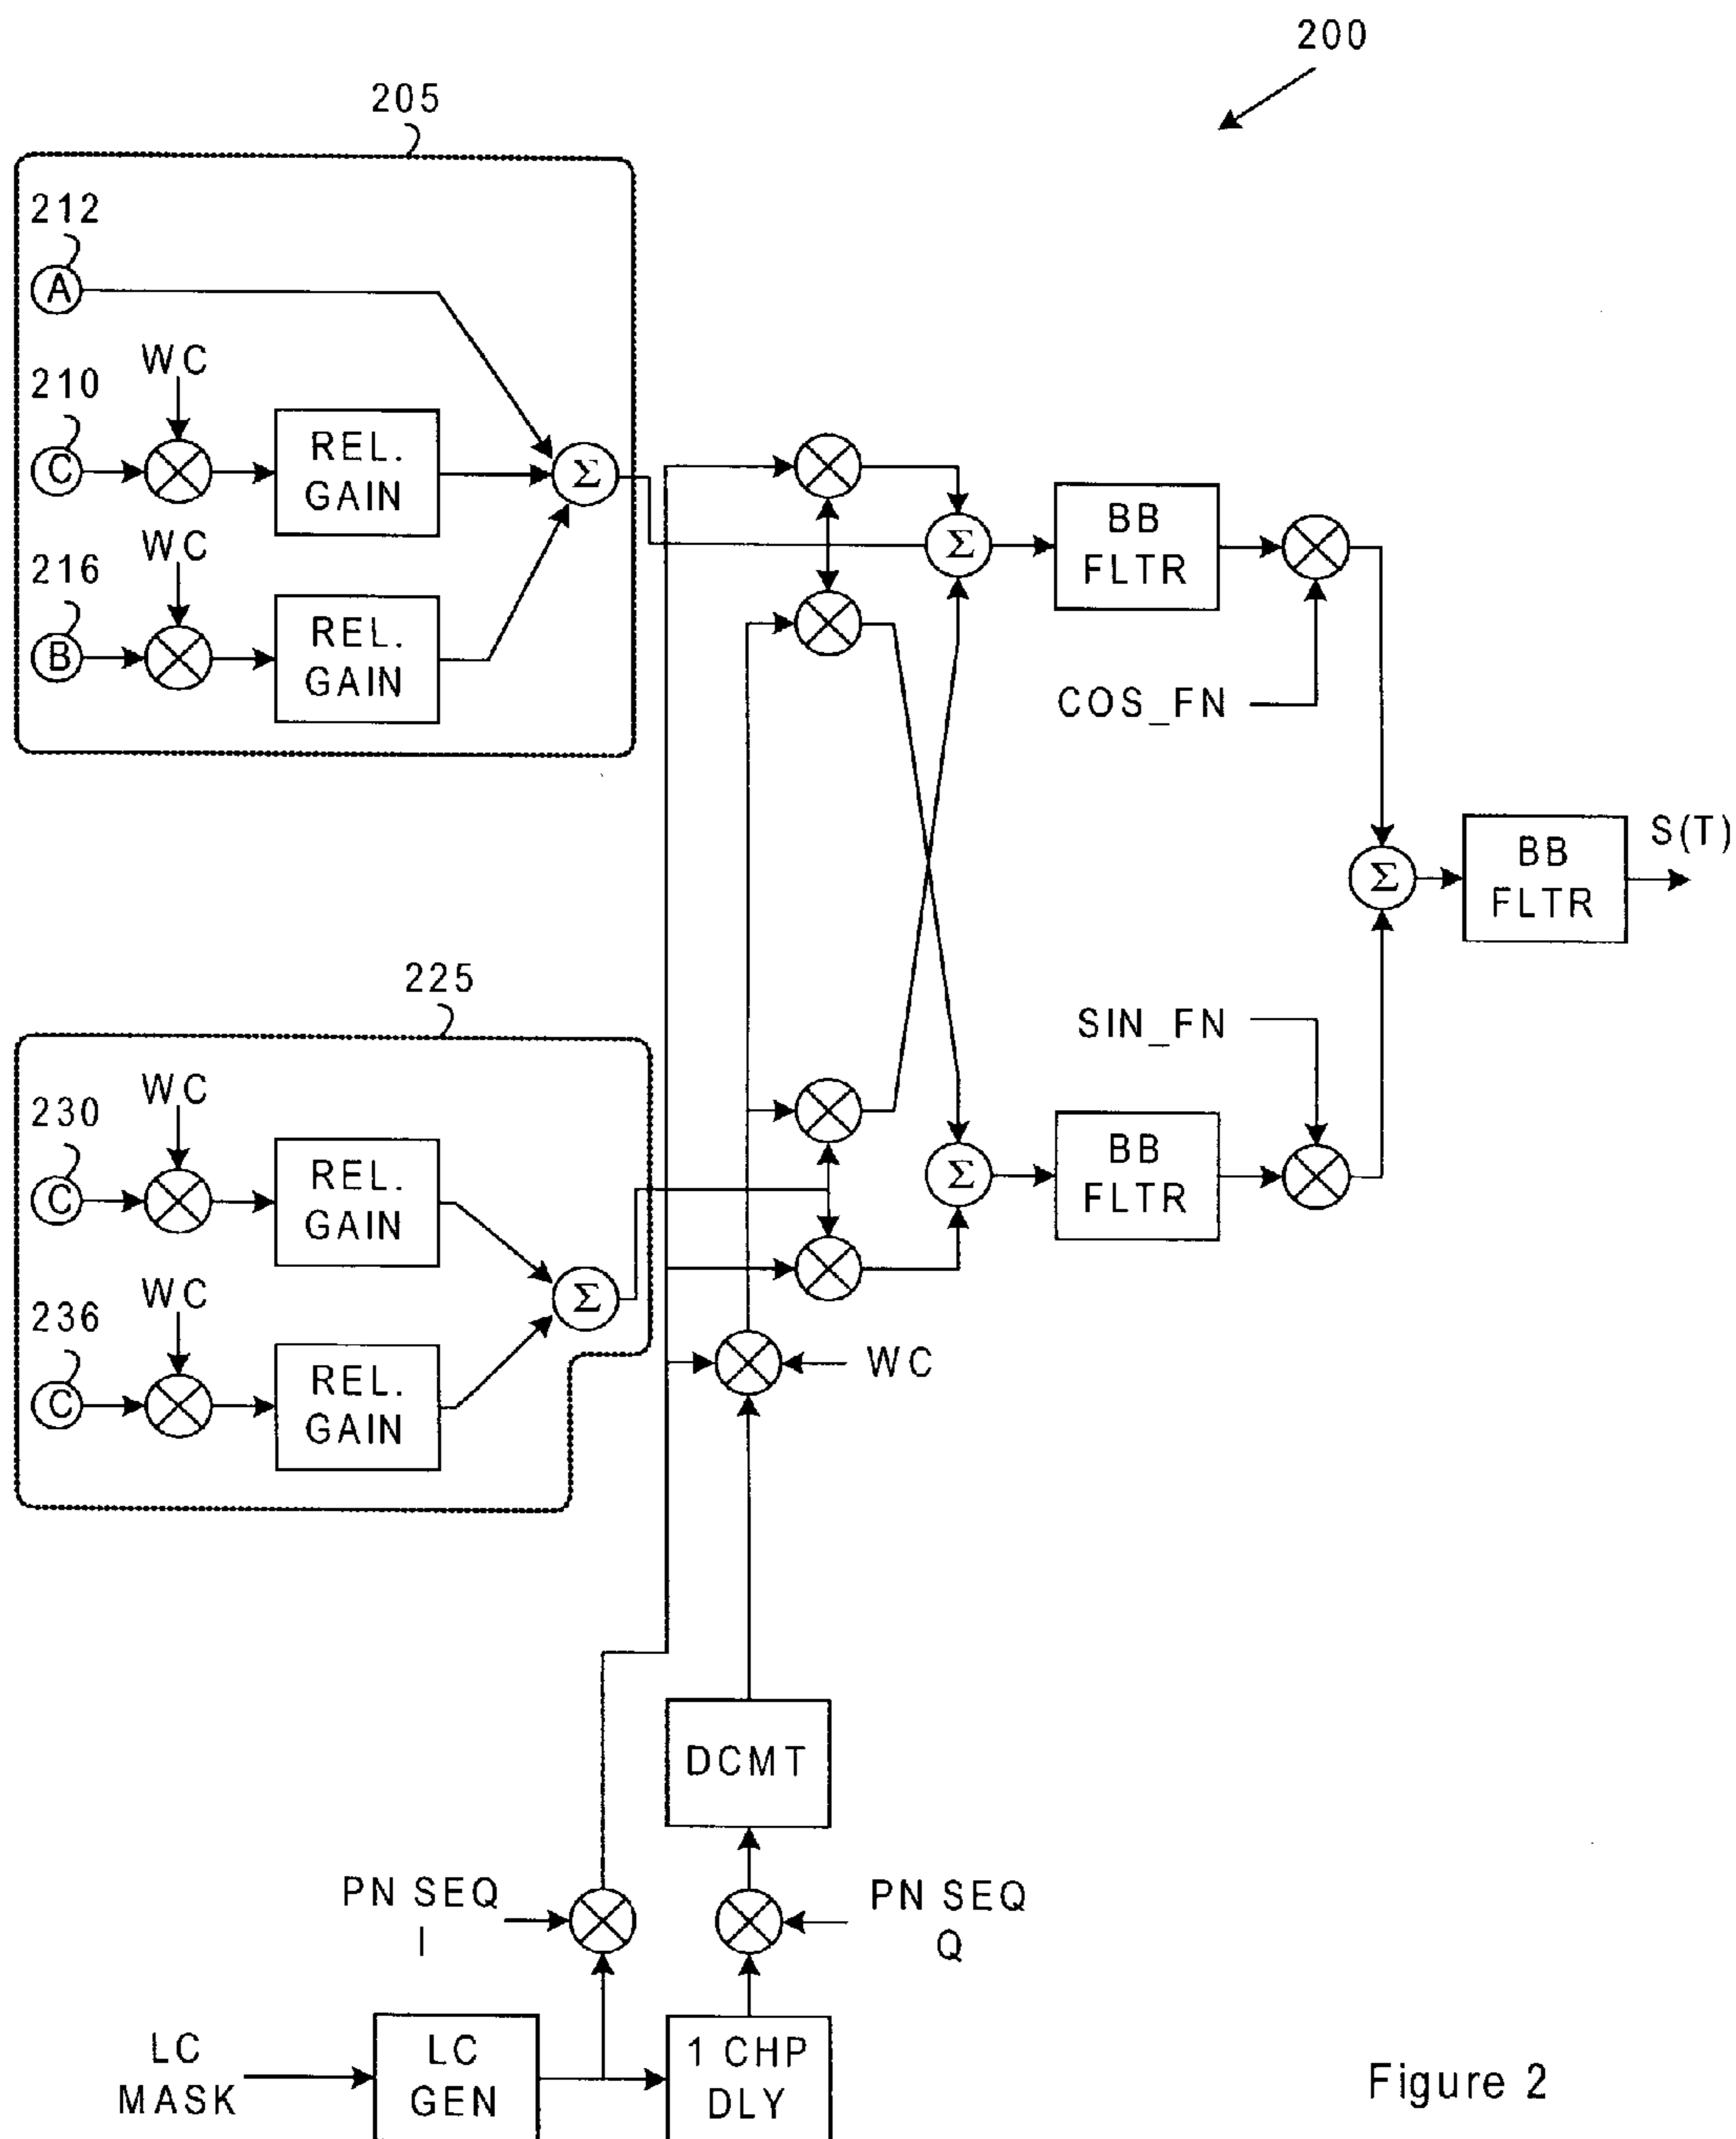 200
205
212
A
WC
210
C
REL.
GAIN
Σ
WC
216
B
REL.
GAIN
Σ
BB
FLTR
COS_FN
S(T)
Σ
BB
FLTR
225
SIN_FN
WC
230
C
REL.
GAIN
Σ
BB
FLTR
WC
236
C
REL.
GAIN
Σ
WC
DCMT
PN SEQ
I
PN SEQ
Q
LC
MASK
LC
GEN
1 CHP
DLY
Figure 2